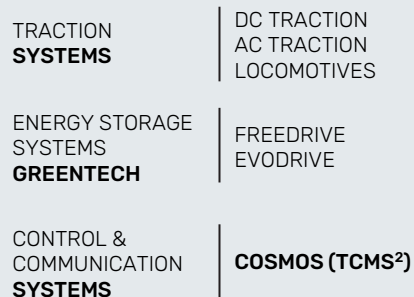 TRACTION
SYSTEMS
DC TRACTION
AC TRACTION
LOCOMOTIVES
ENERGY STORAGE
SYSTEMS
GREENTECH
FREEDRIVE
EVODRIVE
CONTROL &
COMMUNICATION
SYSTEMS
COSMOS (TCMS²)